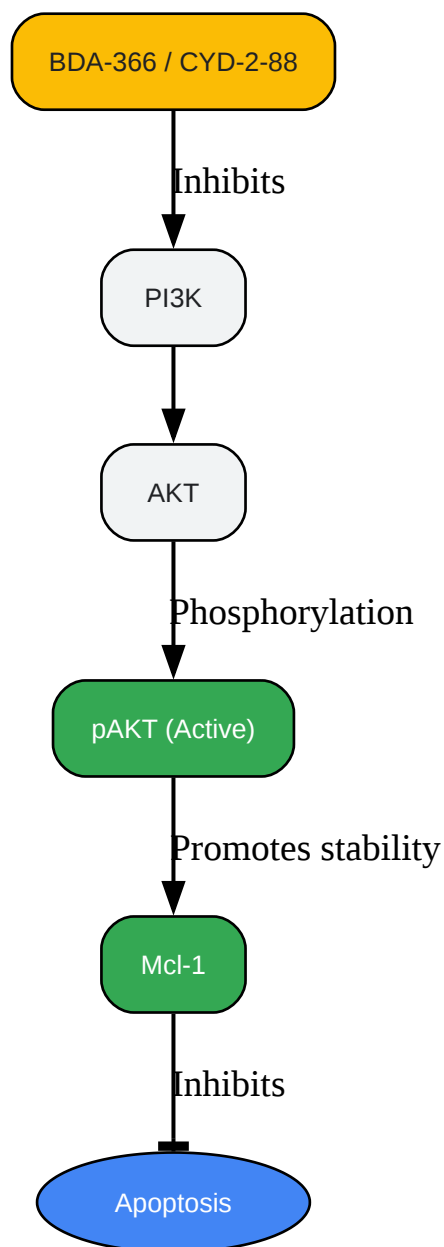 BDA-366 / CYD-2-88
Inhibits
PI3K
AKT
Phosphorylation
pAKT (Active)
Promotes stability
Mcl-1
Inhibits
Apoptosis